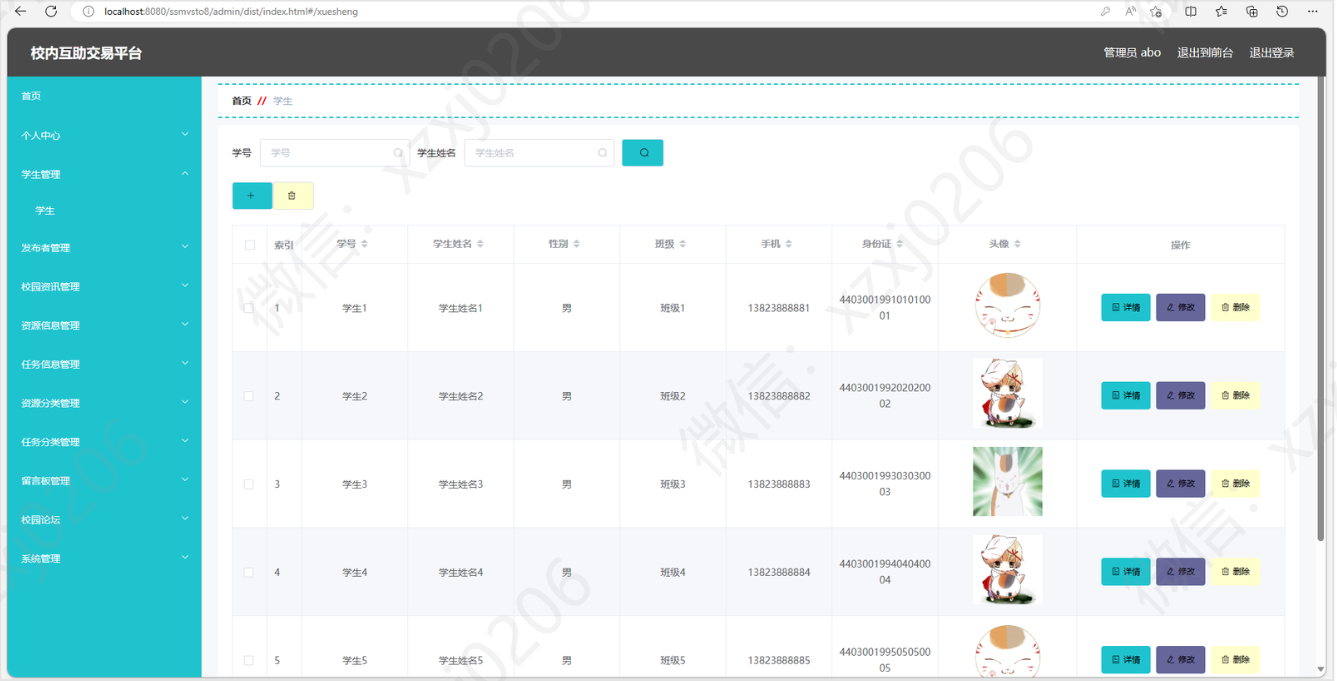 localhost:8080/ssmvsto8/admin/dist/index.html#/xuesheng
校内互助交易平台
管理员 abo 退出到前台 退出登录
首页
个人中心
学生管理
学生
发布者管理
校园资讯管理
资源信息管理
任务信息管理
资源分类管理
任务分类管理
留言板管理
校园论坛
系统管理
首页 // 学生
学号 学号 学生姓名 学生姓名
索引 学号 学生姓名 性别 班级 手机 身份证 头像 操作
1 学生1 学生姓名1 男 班级1 13823888881 4403001991010100
01
详情 修改 删除
2 学生2 学生姓名2 男 班级2 13823888882 4403001992020200
02
详情 修改 删除
3 学生3 学生姓名3 男 班级3 13823888883 4403001993030300
03
详情 修改 删除
4 学生4 学生姓名4 男 班级4 13823888884 4403001994040400
04
详情 修改 删除
5 学生5 学生姓名5 男 班级5 13823888885 4403001995050500
05
详情 修改 删除
微信：xzxj0206